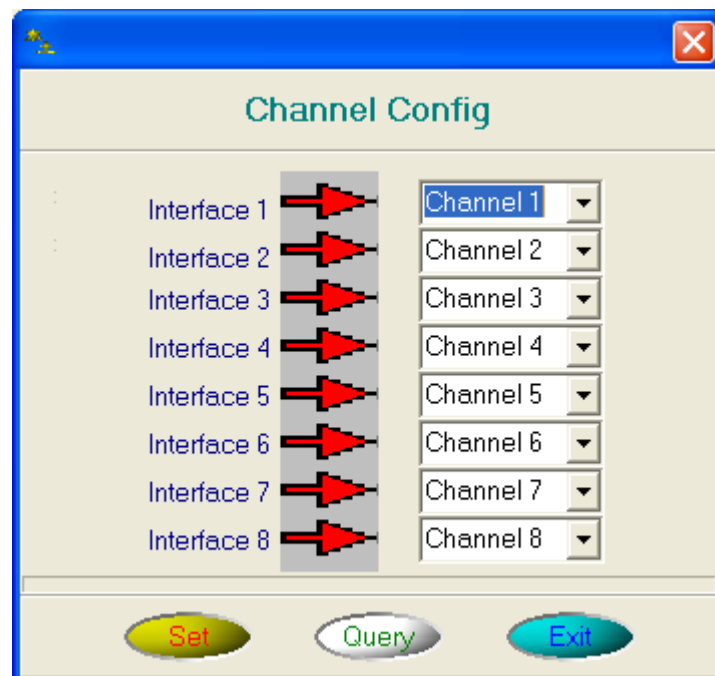 Channel Config
Interface 1 Channel 1
Interface 2 Channel 2
Interface 3 Channel 3
Interface 4 Channel 4
Interface 5 Channel 5
Interface 6 Channel 6
Interface 7 Channel 7
Interface 8 Channel 8
Set Query Exit